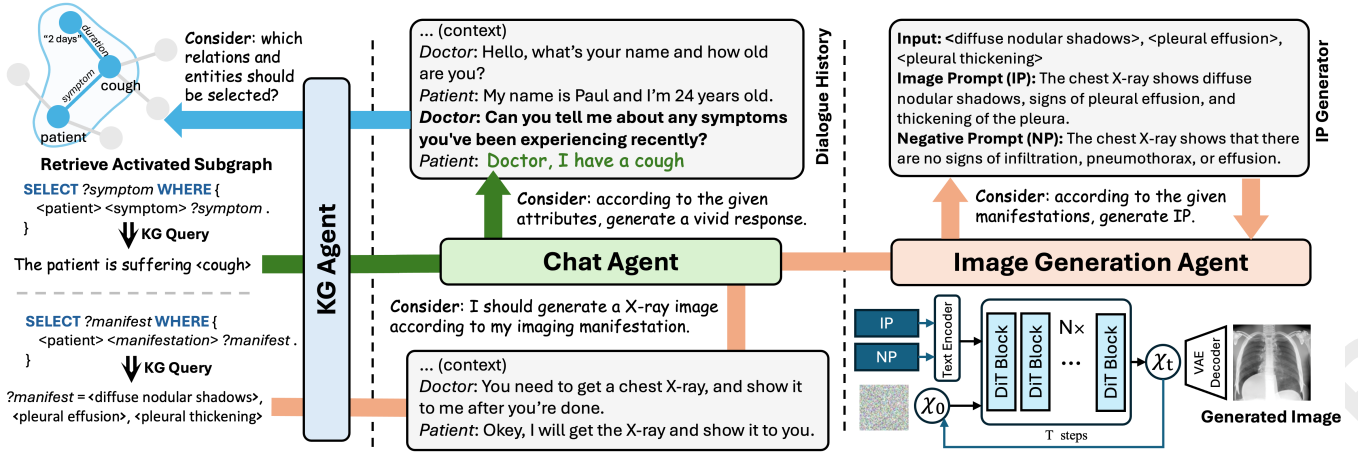 "2 days"
duration
symptom
cough
patient
Consider: which
relations and
entities should
be selected?
Retrieve Activated Subgraph
SELECT ?symptom WHERE {
<patient> <symptom> ?symptom .
}
KG Query
The patient is suffering <cough>
SELECT ?manifest WHERE {
<patient> <manifestation> ?manifest .
}
KG Query
?manifest = <diffuse nodular shadows>,
<pleural effusion>, <pleural thickening>
KG Agent
... (context)
Doctor: Hello, what's your name and how old
are you?
Patient: My name is Paul and I'm 24 years old.
Doctor: Can you tell me about any symptoms
you've been experiencing recently?
Patient: Doctor, I have a cough
Dialogue History
Consider: according to the given
attributes, generate a vivid response.
Chat Agent
Consider: I should generate a X-ray image
according to my imaging manifestation.
... (context)
Doctor: You need to get a chest X-ray, and show it
to me after you're done.
Patient: Okey, I will get the X-ray and show it to you.
Input: <diffuse nodular shadows>, <pleural effusion>,
<pleural thickening>
Image Prompt (IP): The chest X-ray shows diffuse
nodular shadows, signs of pleural effusion, and
thickening of the pleura.
Negative Prompt (NP): The chest X-ray shows that there
are no signs of infiltration, pneumothorax, or effusion.
IP Generator
Consider: according to the given
manifestations, generate IP.
Image Generation Agent
IP
NP
Text Encoder
χ0
DiT Block
DiT Block
N×
...
DiT Block
χt
T steps
VAE
Decoder
Generated Image